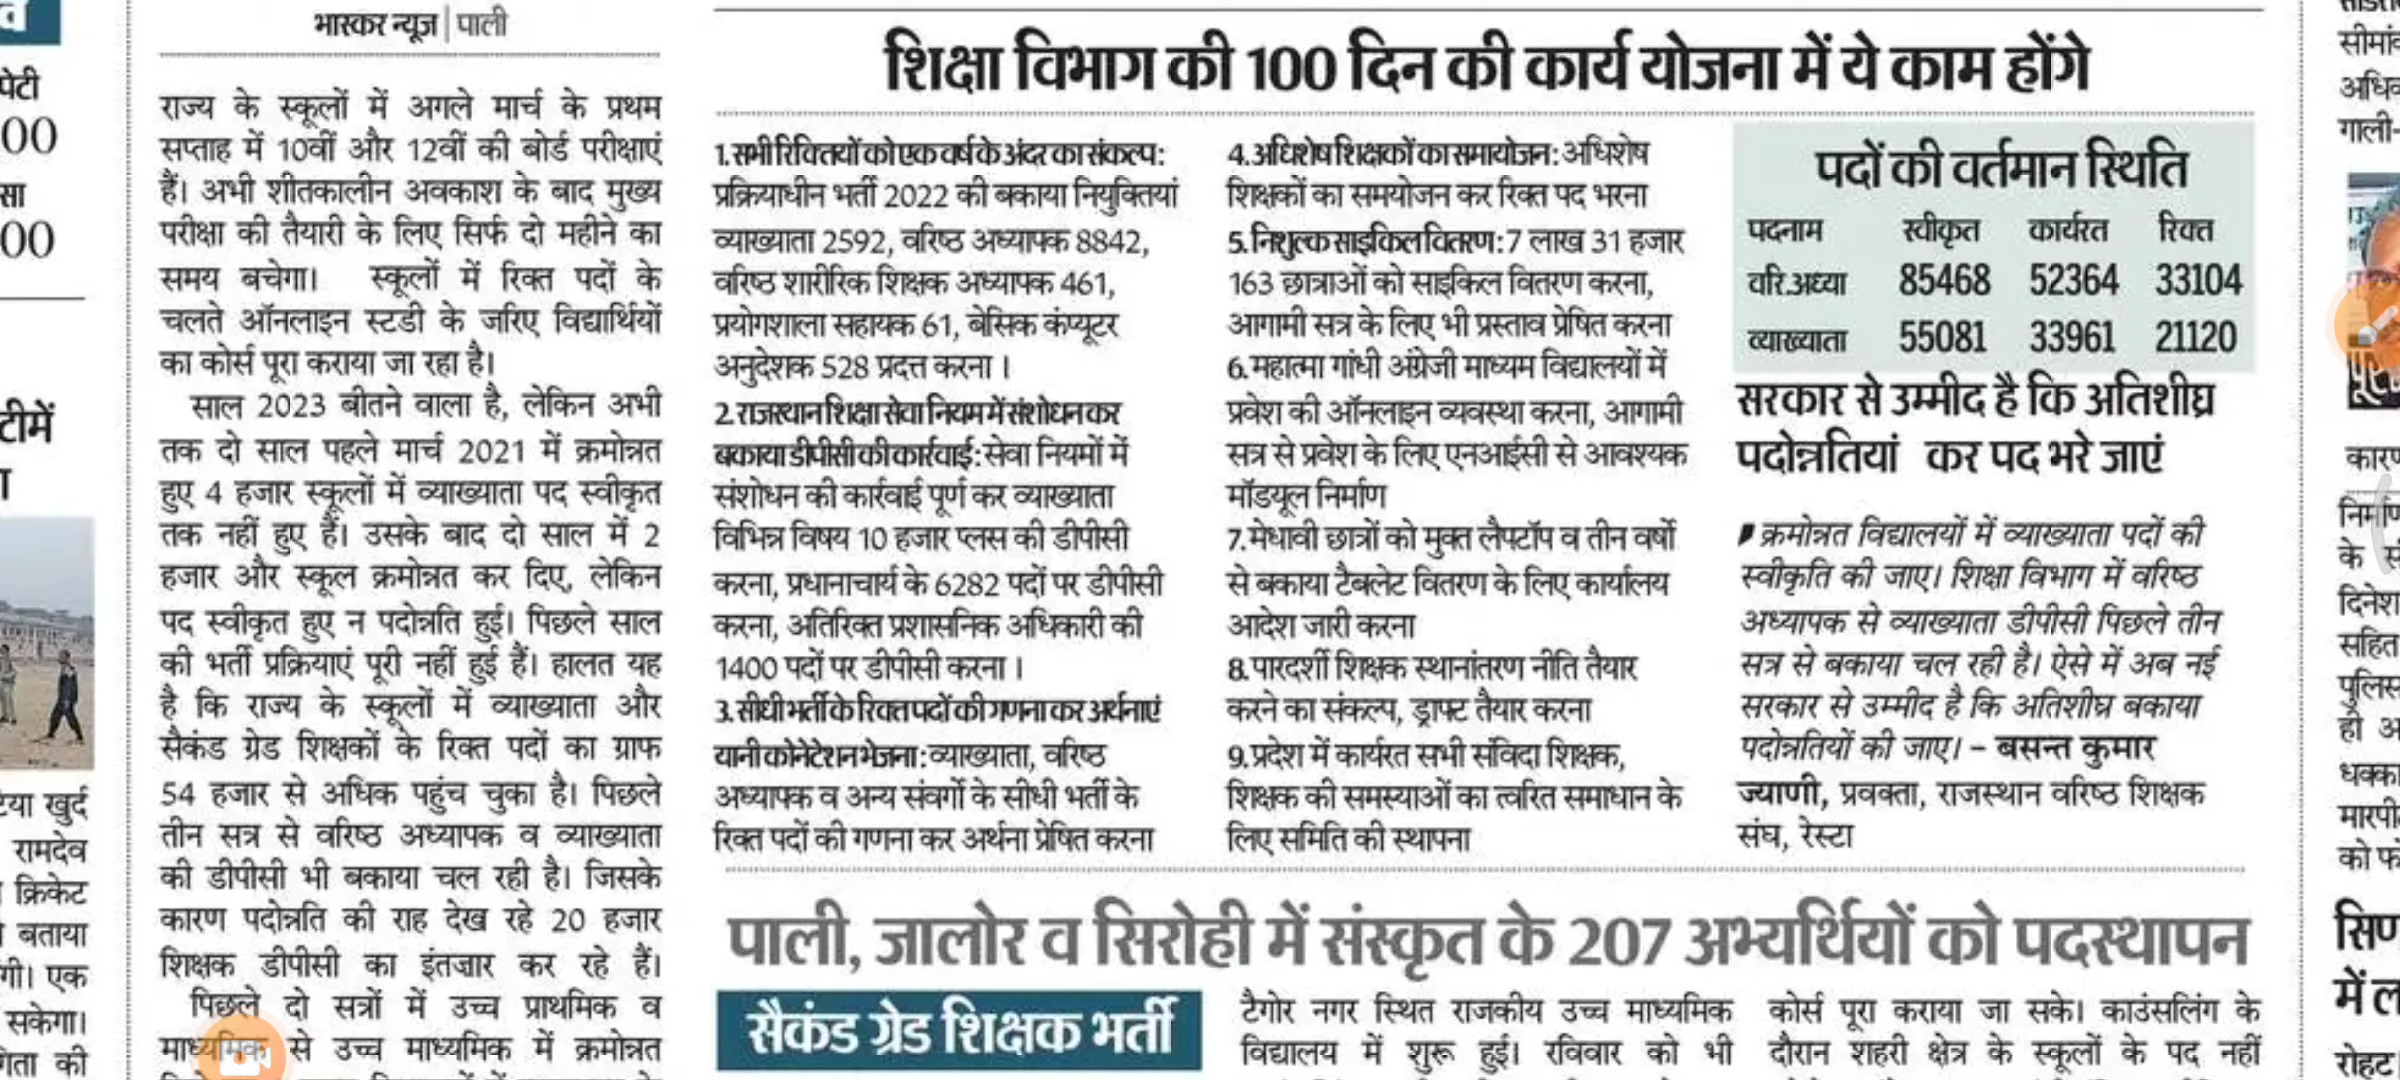 पेटी
00
सा
00
टीमें
खुर्द
रामदेव
क्रिकेट
बताया
गी। एक
सकेगा।
की
भास्कर न्यूज | पाली
राज्य के स्कूलों में अगले मार्च के प्रथम
सप्ताह में 10वीं और 12वीं की बोर्ड परीक्षाएं
हैं। अभी शीतकालीन अवकाश के बाद मुख्य
परीक्षा की तैयारी के लिए सिर्फ दो महीने का
समय बचेगा। स्कूलों में रिक्त पदों के
चलते ऑनलाइन स्टडी के जरिए विद्यार्थियों
का कोर्स पूरा कराया जा रहा है।
साल 2023 बीतने वाला है, लेकिन अभी
तक दो साल पहले मार्च 2021 में क्रमोन्नत
हुए 4 हजार स्कूलों में व्याख्याता पद स्वीकृत
तक नहीं हुए हैं। उसके बाद दो साल में 2
हजार और स्कूल क्रमोन्नत कर दिए, लेकिन
पद स्वीकृत हुए न पदोन्नति हुई। पिछले साल
की भर्ती प्रक्रियाएं पूरी नहीं हुई हैं। हालत यह
है कि राज्य के स्कूलों में व्याख्याता और
सैकंड ग्रेड शिक्षकों के रिक्त पदों का ग्राफ
54 हजार से अधिक पहुंच चुका है। पिछले
तीन सत्र से वरिष्ठ अध्यापक व व्याख्याता
की डीपीसी भी बकाया चल रही है। जिसके
कारण पदोन्नति की राह देख रहे 20 हजार
शिक्षक डीपीसी का इंतजार कर रहे हैं।
पिछले दो सत्रों में उच्च प्राथमिक व
माध्यमिक से उच्च माध्यमिक में क्रमोन्नत
शिक्षा विभाग की 100 दिन की कार्य योजना में ये काम होंगे
1.सभी रिक्तियों को एक वर्ष के अंदर का संकल्प:
प्रक्रियाधीन भर्ती 2022 की बकाया नियुक्तियां
व्याख्याता 2592, वरिष्ठ अध्यापक 8842,
वरिष्ठ शारीरिक शिक्षक अध्यापक 461,
प्रयोगशाला सहायक 61, बेसिक कंप्यूटर
अनुदेशक 528 प्रदत्त करना ।
2.राजस्थान शिक्षा सेवा नियम में संशोधन कर
बकाया डीपीसी की कार्रवाई: सेवा नियमों में
संशोधन की कार्रवाई पूर्ण कर व्याख्याता
विभिन्न विषय 10 हजार प्लस की डीपीसी
करना, प्रधानाचार्य के 6282 पदों पर डीपीसी
करना, अतिरिक्त प्रशासनिक अधिकारी की
1400 पदों पर डीपीसी करना ।
3. सीधी भर्ती के रिक्त पदों की गणना कर अर्थनाएं
यानी कोनेटेशन भेजना: व्याख्याता, वरिष्ठ
अध्यापक व अन्य संवर्गो के सीधी भर्ती के
रिक्त पदों की गणना कर अर्थना प्रेषित करना
4.अधिशेष शिक्षकों का समायोजन: अधिशेष
शिक्षकों का समयोजन कर रिक्त पद भरना
5.निशुल्क साइकिल वितरण: 7 लाख 31 हजार
163 छात्राओं को साइकिल वितरण करना,
आगामी सत्र के लिए भी प्रस्ताव प्रेषित करना
6.महात्मा गांधी अंग्रेजी माध्यम विद्यालयों में
प्रवेश की ऑनलाइन व्यवस्था करना, आगामी
सत्र से प्रवेश के लिए एनआईसी से आवश्यक
मॉडयूल निर्माण
7.मेधावी छात्रों को मुक्त लैपटॉप व तीन वर्षो
से बकाया टैबलेट वितरण के लिए कार्यालय
आदेश जारी करना
8.पारदर्शी शिक्षक स्थानांतरण नीति तैयार
करने का संकल्प, ड्राफ्ट तैयार करना
9.प्रदेश में कार्यरत सभी संविदा शिक्षक,
शिक्षक की समस्याओं का त्वरित समाधान के
लिए समिति की स्थापना
पदों की वर्तमान स्थिति
पदनाम स्वीकृत कार्यरत रिक्त
वरि.अध्या 85468 52364 33104
व्याख्याता 55081 33961 21120
सरकार से उम्मीद है कि अतिशीघ्र
पदोन्नतियां कर पद भरे जाएं
क्रमोन्नत विद्यालयों में व्याख्याता पदों की
स्वीकृति की जाए। शिक्षा विभाग में वरिष्ठ
अध्यापक से व्याख्याता डीपीसी पिछले तीन
सत्र से बकाया चल रही है। ऐसे में अब नई
सरकार से उम्मीद है कि अतिशीघ्र बकाया
पदोन्नतियों की जाए। – बसन्त कुमार
ज्याणी, प्रवक्ता, राजस्थान वरिष्ठ शिक्षक
संघ, रेस्टा
पाली, जालोर व सिरोही में संस्कृत के 207 अभ्यर्थियों को पदस्थापन
सैकंड ग्रेड शिक्षक भर्ती
टैगोर नगर स्थित राजकीय उच्च माध्यमिक
विद्यालय में शुरू हुई। रविवार को भी
कोर्स पूरा कराया जा सके। काउंसलिंग के
दौरान शहरी क्षेत्र के स्कूलों के पद नहीं
गाली-
के
सहित
को
में
रोहट